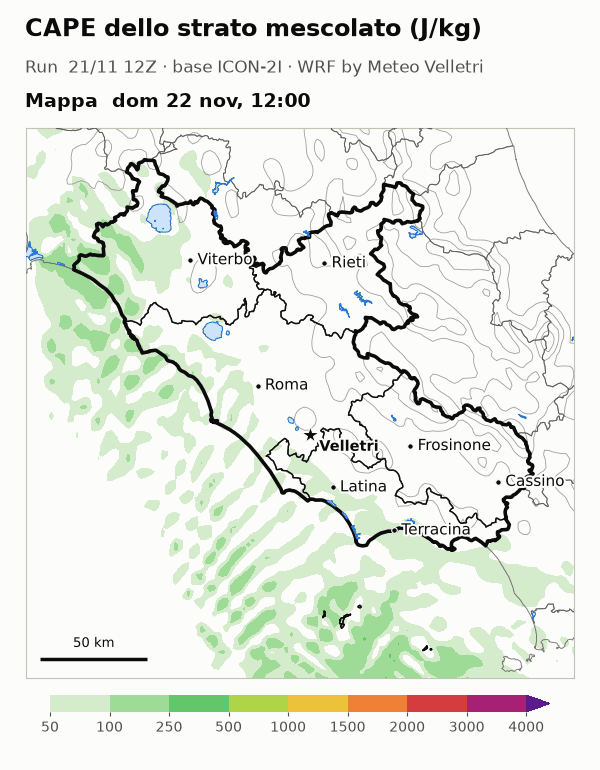 CAPE dello strato mescolato (J/kg)
Run 21/11 12Z · base ICON-2I · WRF by Meteo Velletri
Mappa dom 22 nov, 12:00
Viterbo
Rieti
Roma
Velletri
Frosinone
Latina
Cassino
Terracina
50 km
50 100 250 500 1000 1500 2000 3000 4000